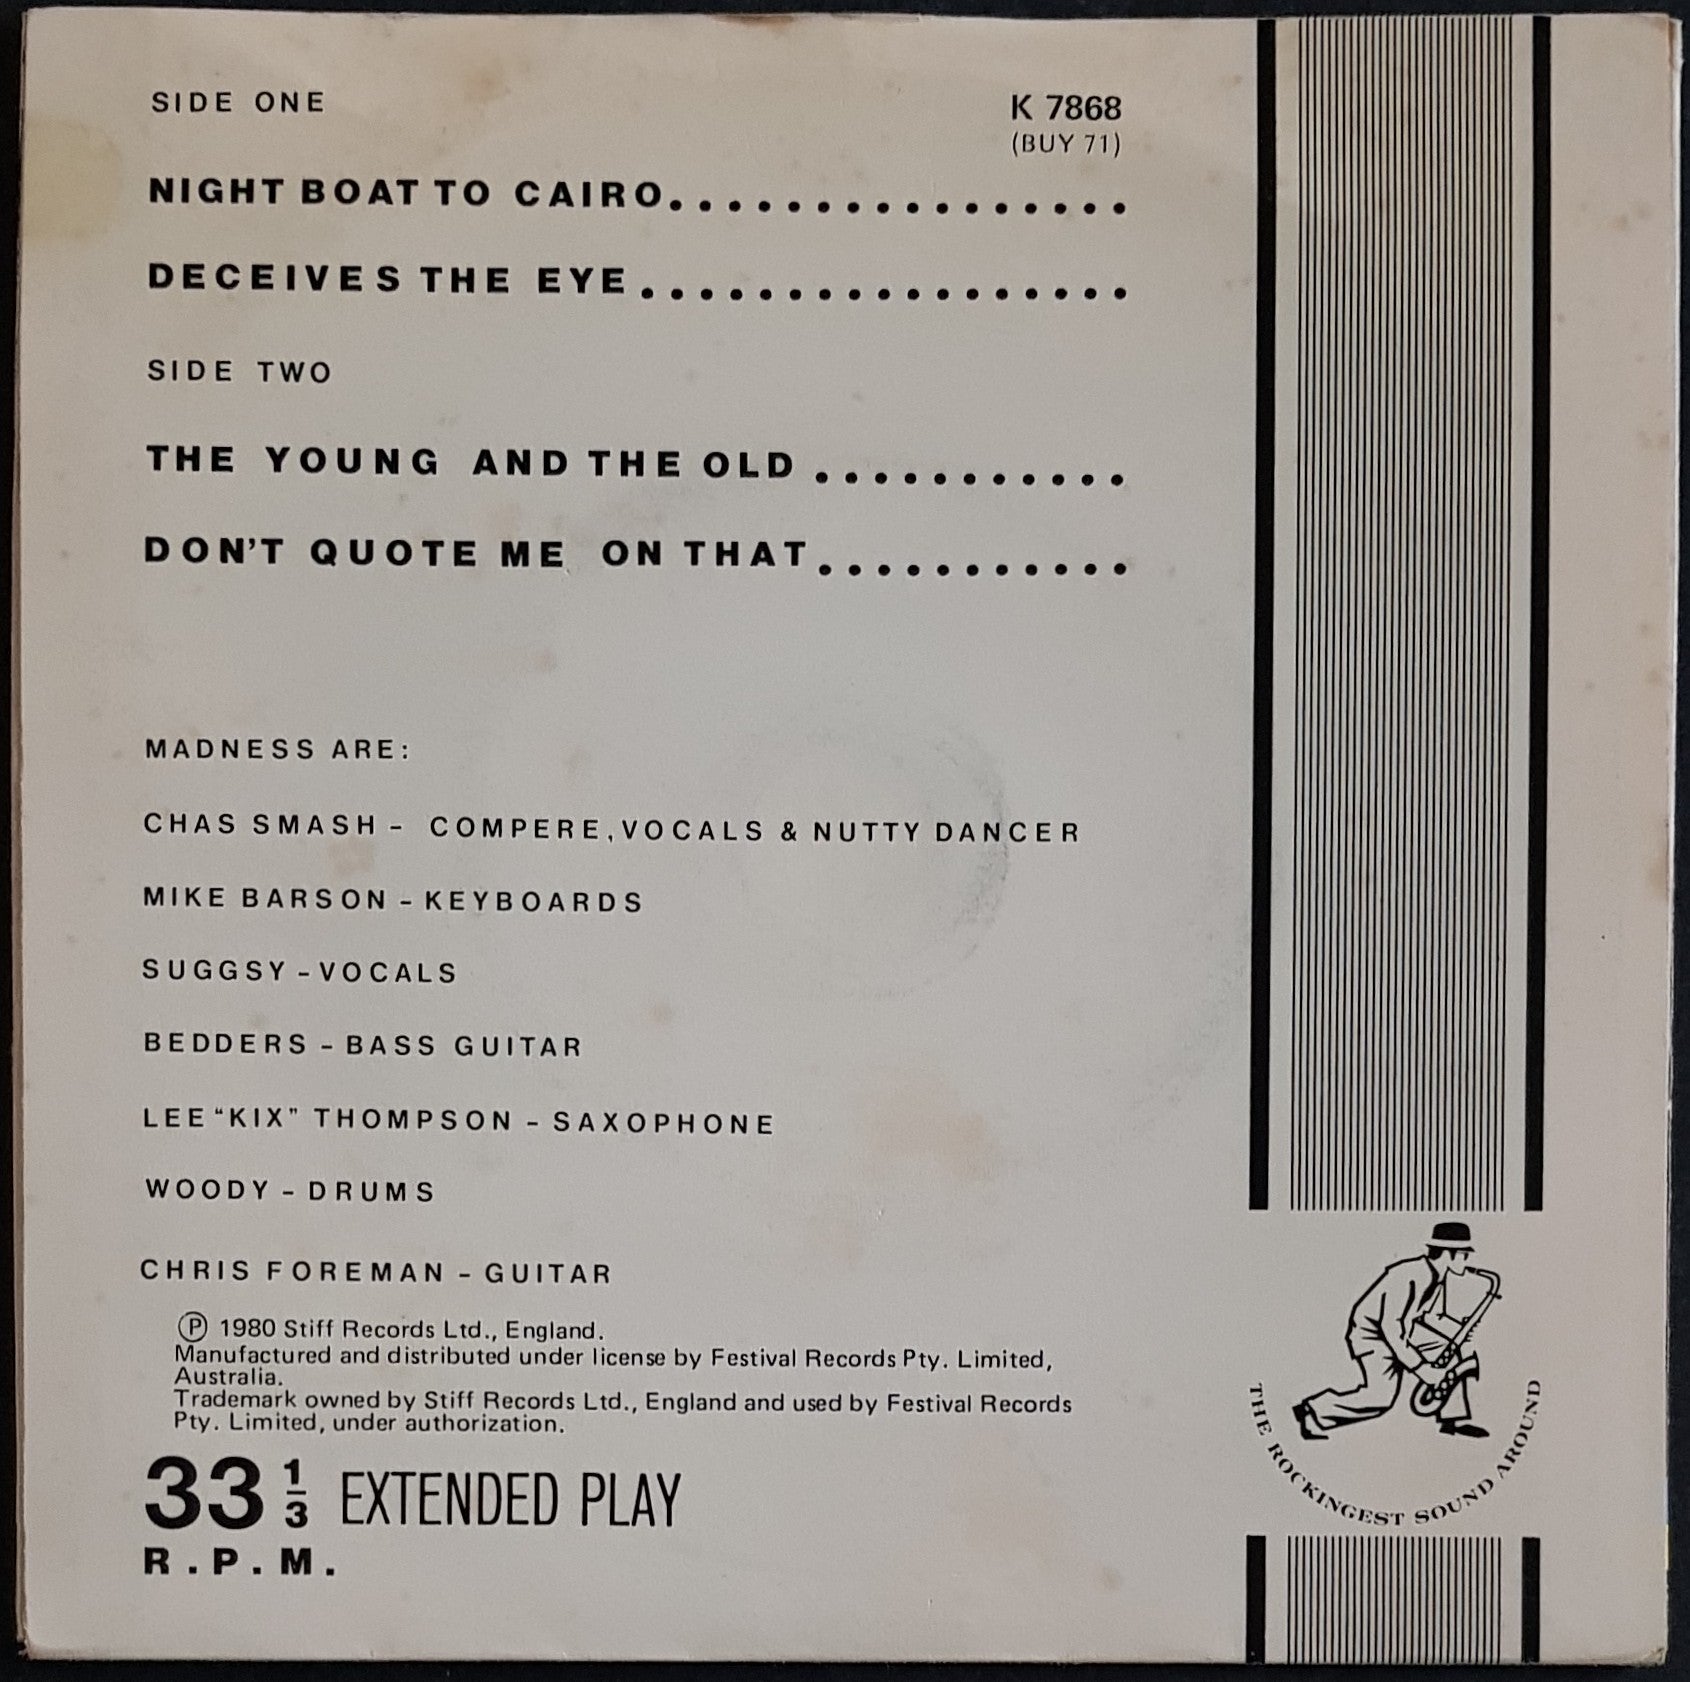 SIDE ONE
K 7868
(BUY 71)
NIGHT BOAT TO CAIRO................
DECEIVES THE EYE.................
SIDE TWO
THE YOUNG AND THE OLD...........
DON'T QUOTE ME ON THAT...........
MADNESS ARE:
CHAS SMASH – COMPERE, VOCALS & NUTTY DANCER
MIKE BARSON – KEYBOARDS
SUGGSY – VOCALS
BEDDERS – BASS GUITAR
LEE “KIX” THOMPSON – SAXOPHONE
WOODY – DRUMS
CHRIS FOREMAN – GUITAR
Ⓟ 1980 Stiff Records Ltd., England.
Manufactured and distributed under license by Festival Records Pty. Limited,
Australia.
Trademark owned by Stiff Records Ltd., England and used by Festival Records
Pty. Limited, under authorization.
33 1/3 EXTENDED PLAY
R.P.M.
THE ROCKINGEST SOUND AROUND